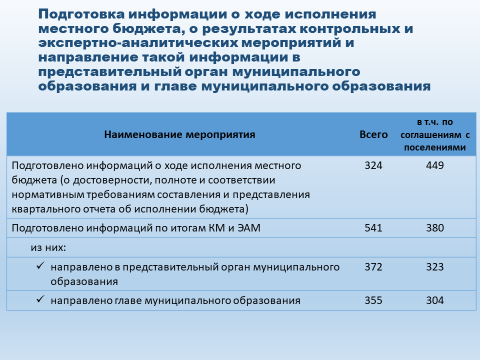 Подготовка информации о ходе исполнения
местного бюджета, о результатах контрольных и
экспертно-аналитических мероприятий и
направление такой информации в
представительный орган муниципального
образования и главе муниципального образования
Наименование мероприятия Всего в т.ч. по
соглашениям с
поселениями
Подготовлено информаций о ходе исполнения местного 324 449
бюджета (о достоверности, полноте и соответствии
нормативным требованиям составления и представления
квартального отчета об исполнении бюджета)
Подготовлено информаций по итогам КМ и ЭАМ 541 380
из них:
✓ направлено в представительный орган муниципального 372 323
образования
✓ направлено главе муниципального образования 355 304